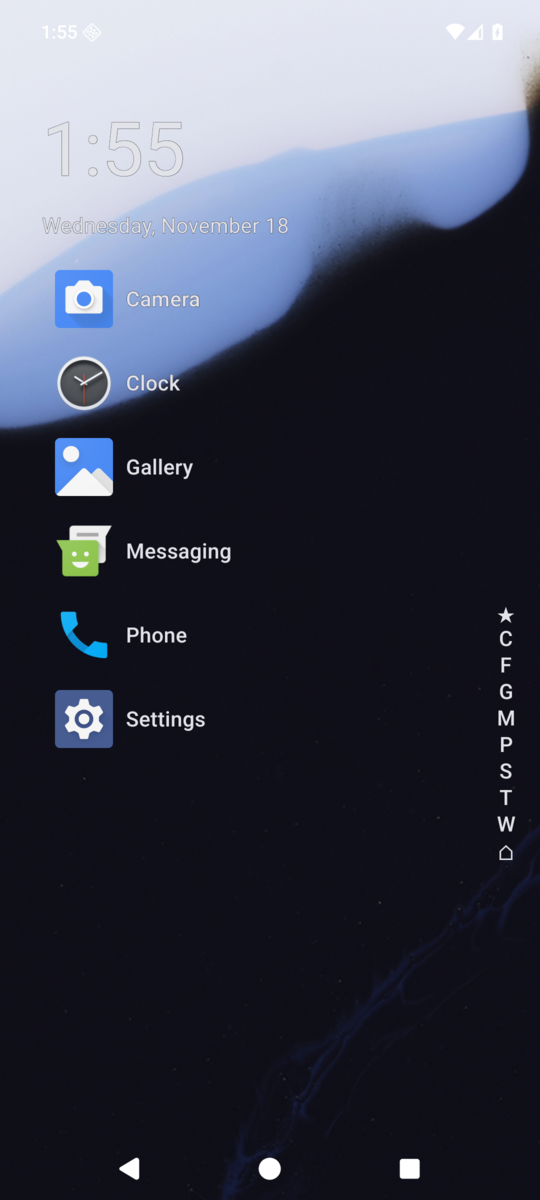 1:55
1:55
Wednesday, November 18
Camera
Clock
Gallery
Messaging
Phone
Settings
★
C
F
G
M
P
S
T
W